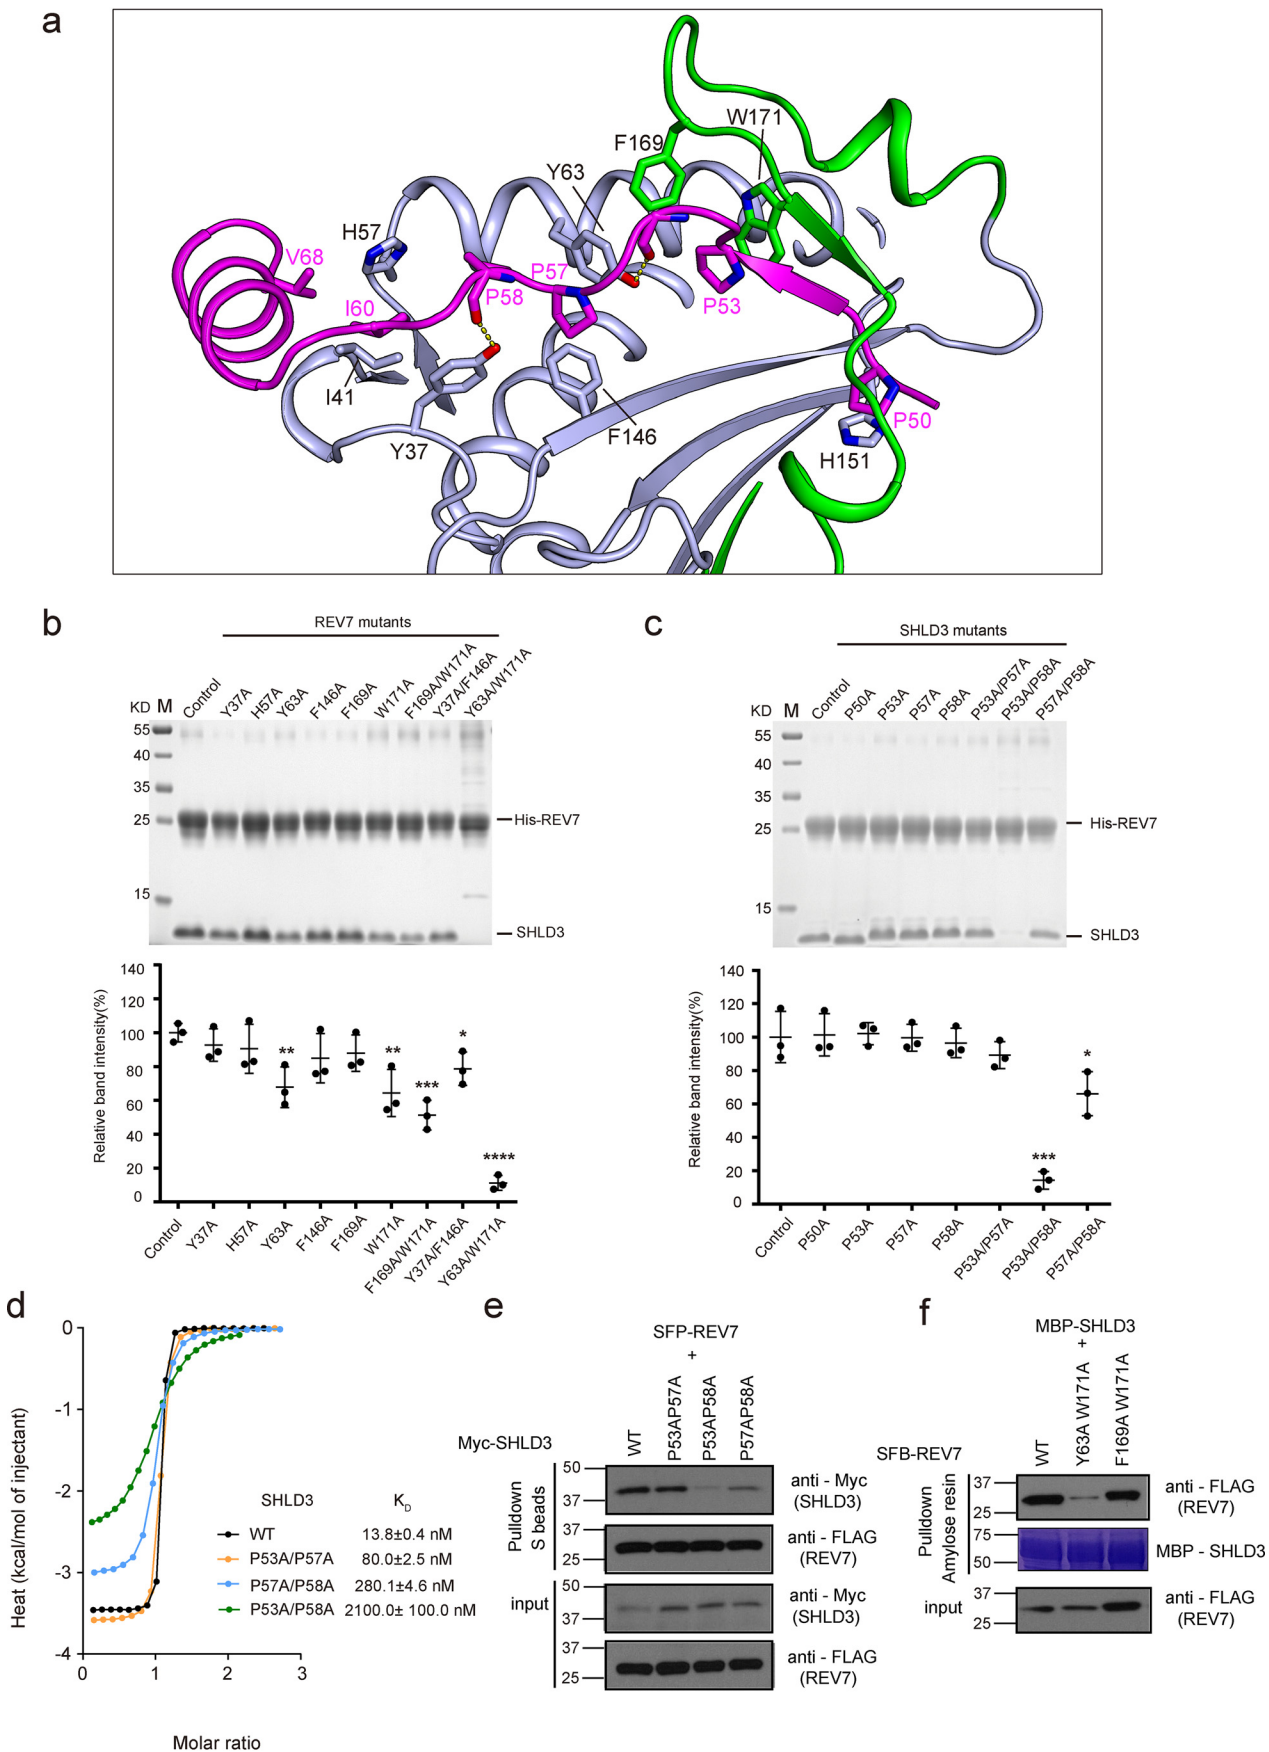 a
W171
F169
Y63
H57
V68
P57
P58
P53
I60
I41
Y37
F146
P50
H151
b
REV7 mutants
KD M Control Y37A H57A Y63A F146A F169A W171A F169A/W171A Y37A/F146A Y63A/W171A
55
40
35
25
15
His-REV7
SHLD3
Relative band intensity(%)
140
120
100
80
60
40
20
0
** ** *** * ****
Control Y37A H57A Y63A F146A F169A W171A F169A/W171A Y37A/F146A Y63A/W171A
c
SHLD3 mutants
KD M Control P50A P53A P57A P58A P53A/P57A P53A/P58A P57A/P58A
55
40
35
25
15
His-REV7
SHLD3
Relative band intensity(%)
140
120
100
80
60
40
20
0
*** *
Control P50A P53A P57A P58A P53A/P57A P53A/P58A P57A/P58A
d
Heat (kcal/mol of injectant)
0
-1
-2
-3
-4
0 1 2 3
Molar ratio
SHLD3 KD
WT 13.8±0.4 nM
P53A/P57A 80.0±2.5 nM
P57A/P58A 280.1±4.6 nM
P53A/P58A 2100.0± 100.0 nM
e
SFP-REV7
+
Myc-SHLD3 WT P53AP57A P53AP58A P57AP58A
Pulldown
S beads
50
37
anti - Myc
(SHLD3)
37
25
anti - FLAG
(REV7)
input
50
37
anti - Myc
(SHLD3)
37
25
anti - FLAG
(REV7)
f
MBP-SHLD3
+
SFB-REV7 WT Y63A W171A F169A W171A
Pulldown
Amylose resin
37
25
anti - FLAG
(REV7)
75
50
MBP - SHLD3
input
37
25
anti - FLAG
(REV7)